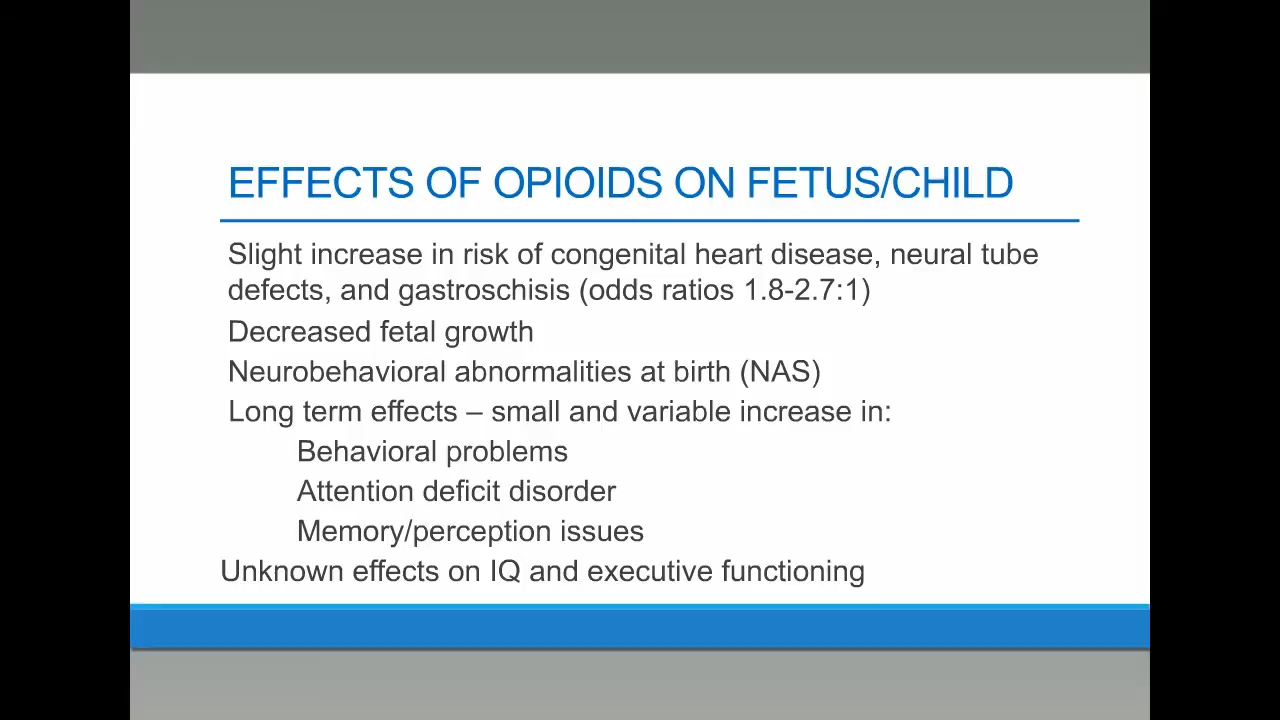 EFFECTS OF OPIOIDS ON FETUS/CHILD
Slight increase in risk of congenital heart disease, neural tube
defects, and gastroschisis (odds ratios 1.8-2.7:1)
Decreased fetal growth
Neurobehavioral abnormalities at birth (NAS)
Long term effects – small and variable increase in:
Behavioral problems
Attention deficit disorder
Memory/perception issues
Unknown effects on IQ and executive functioning